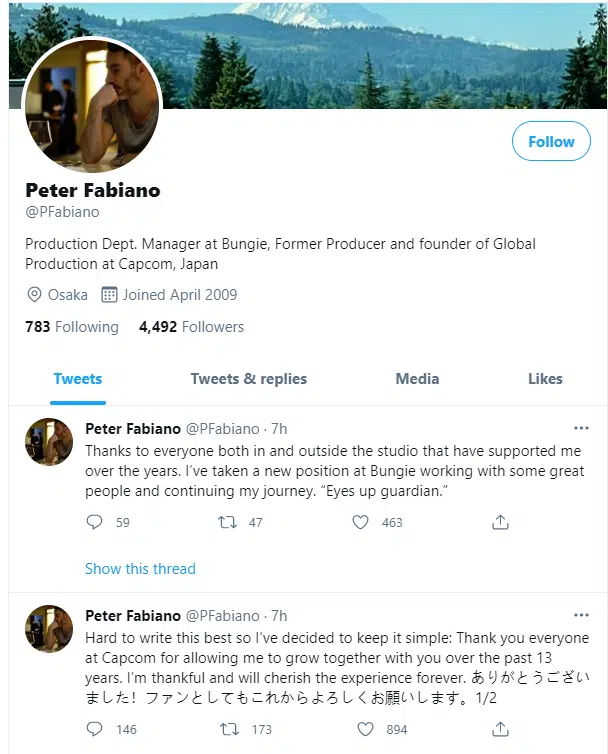 Follow
Peter Fabiano
@PFabiano
Production Dept. Manager at Bungie, Former Producer and founder of Global
Production at Capcom, Japan
Osaka Joined April 2009
783 Following 4,492 Followers
Tweets Tweets & replies Media Likes
Peter Fabiano @PFabiano · 7h
Thanks to everyone both in and outside the studio that have supported me
over the years. I’ve taken a new position at Bungie working with some great
people and continuing my journey. “Eyes up guardian.”
59 47 463
Show this thread
Peter Fabiano @PFabiano · 7h
Hard to write this best so I’ve decided to keep it simple: Thank you everyone
at Capcom for allowing me to grow together with you over the past 13
years. I’m thankful and will cherish the experience forever. ありがとうござい
ました！ファンとしてもこれからよろしくお願いします。1/2
146 173 894